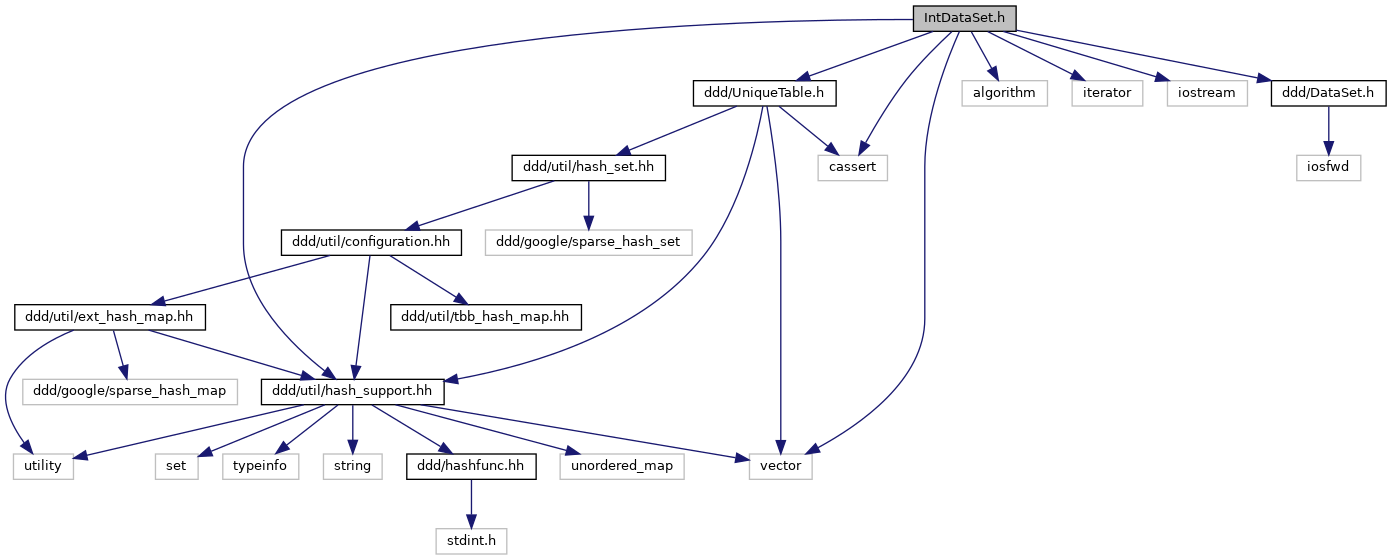 IntDataSet.h
ddd/UniqueTable.h
algorithm
iterator
iostream
ddd/DataSet.h
ddd/util/hash_set.hh
cassert
iosfwd
ddd/util/configuration.hh
ddd/google/sparse_hash_set
ddd/util/ext_hash_map.hh
ddd/util/tbb_hash_map.hh
ddd/google/sparse_hash_map
ddd/util/hash_support.hh
utility
set
typeinfo
string
ddd/hashfunc.hh
unordered_map
vector
stdint.h